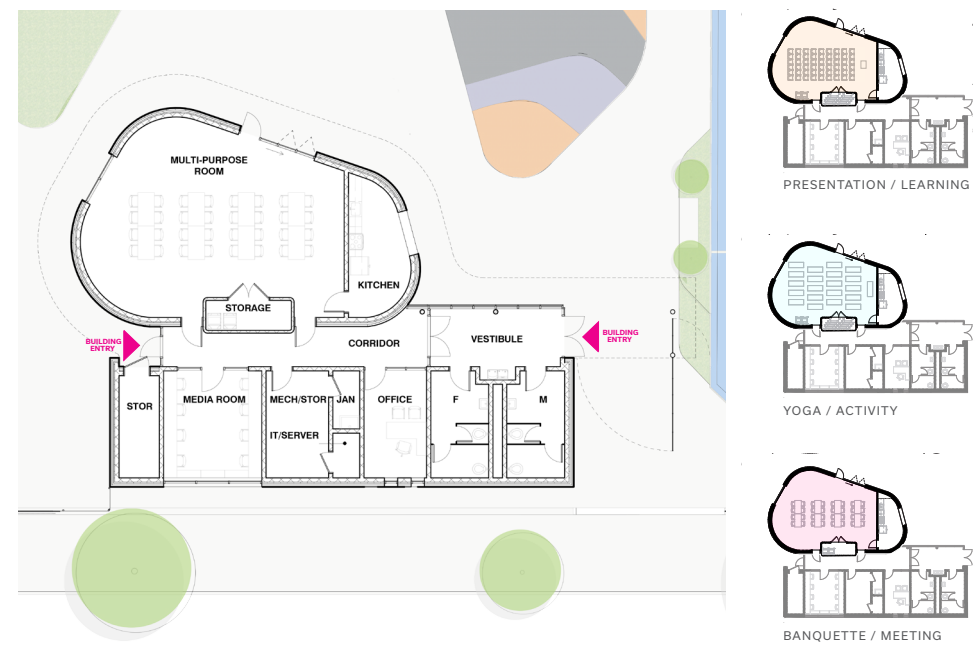 MULTI-PURPOSE
ROOM
KITCHEN
STORAGE
BUILDING
ENTRY
CORRIDOR
VESTIBULE
BUILDING
ENTRY
STOR
MEDIA ROOM
MECH/STOR
JAN
OFFICE
F
M
IT/SERVER
PRESENTATION / LEARNING
YOGA / ACTIVITY
BANQUETTE / MEETING